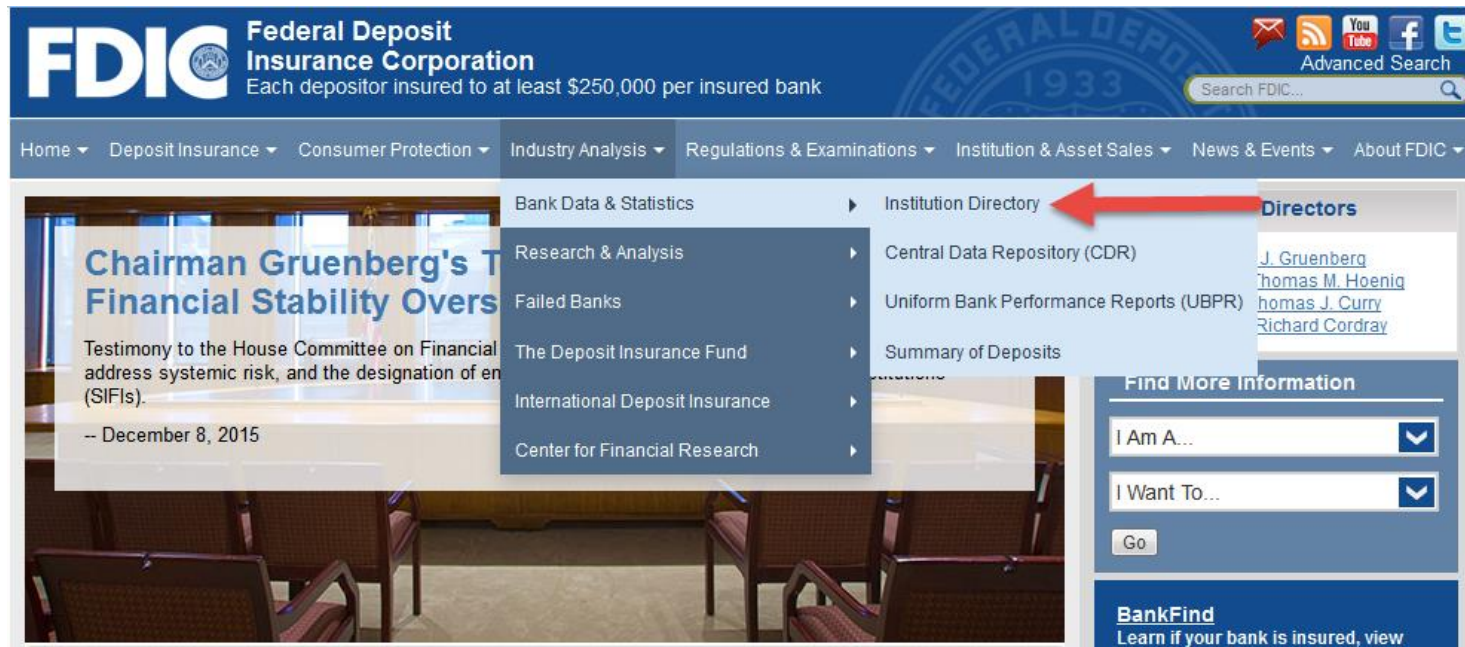 FDIC
Federal Deposit
Insurance Corporation
Each depositor insured to at least $250,000 per insured bank
FEDERAL DEPO
1933
You
Tube
Advanced Search
Search FDIC...
Home Deposit Insurance Consumer Protection Industry Analysis Regulations & Examinations Institution & Asset Sales News & Events About FDIC
Bank Data & Statistics
Research & Analysis
Failed Banks
The Deposit Insurance Fund
International Deposit Insurance
Center for Financial Research
Institution Directory
Central Data Repository (CDR)
Uniform Bank Performance Reports (UBPR)
Summary of Deposits
Chairman Gruenberg's T
Financial Stability Overs
Testimony to the House Committee on Financial
address systemic risk, and the designation of en
(SIFIs).
-- December 8, 2015
Directors
J. Gruenberg
Thomas M. Hoenig
Thomas J. Curry
Richard Cordray
Find More Information
I Am A...
I Want To...
Go
BankFind
Learn if your bank is insured, view